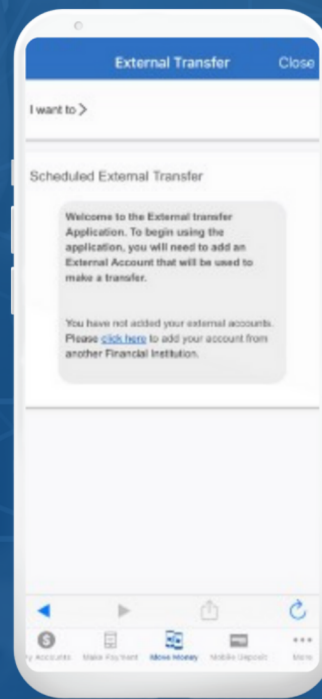 External Transfer Close
I want to >
Scheduled External Transfer
Welcome to the External transfer
Application. To begin using the
application, you will need to add an
External Account that will be used to
make a transfer.
You have not added your external accounts.
Please click here to add your account from
another Financial Institution.
y Accounts Make Payment Move Money Mobile Deposit More